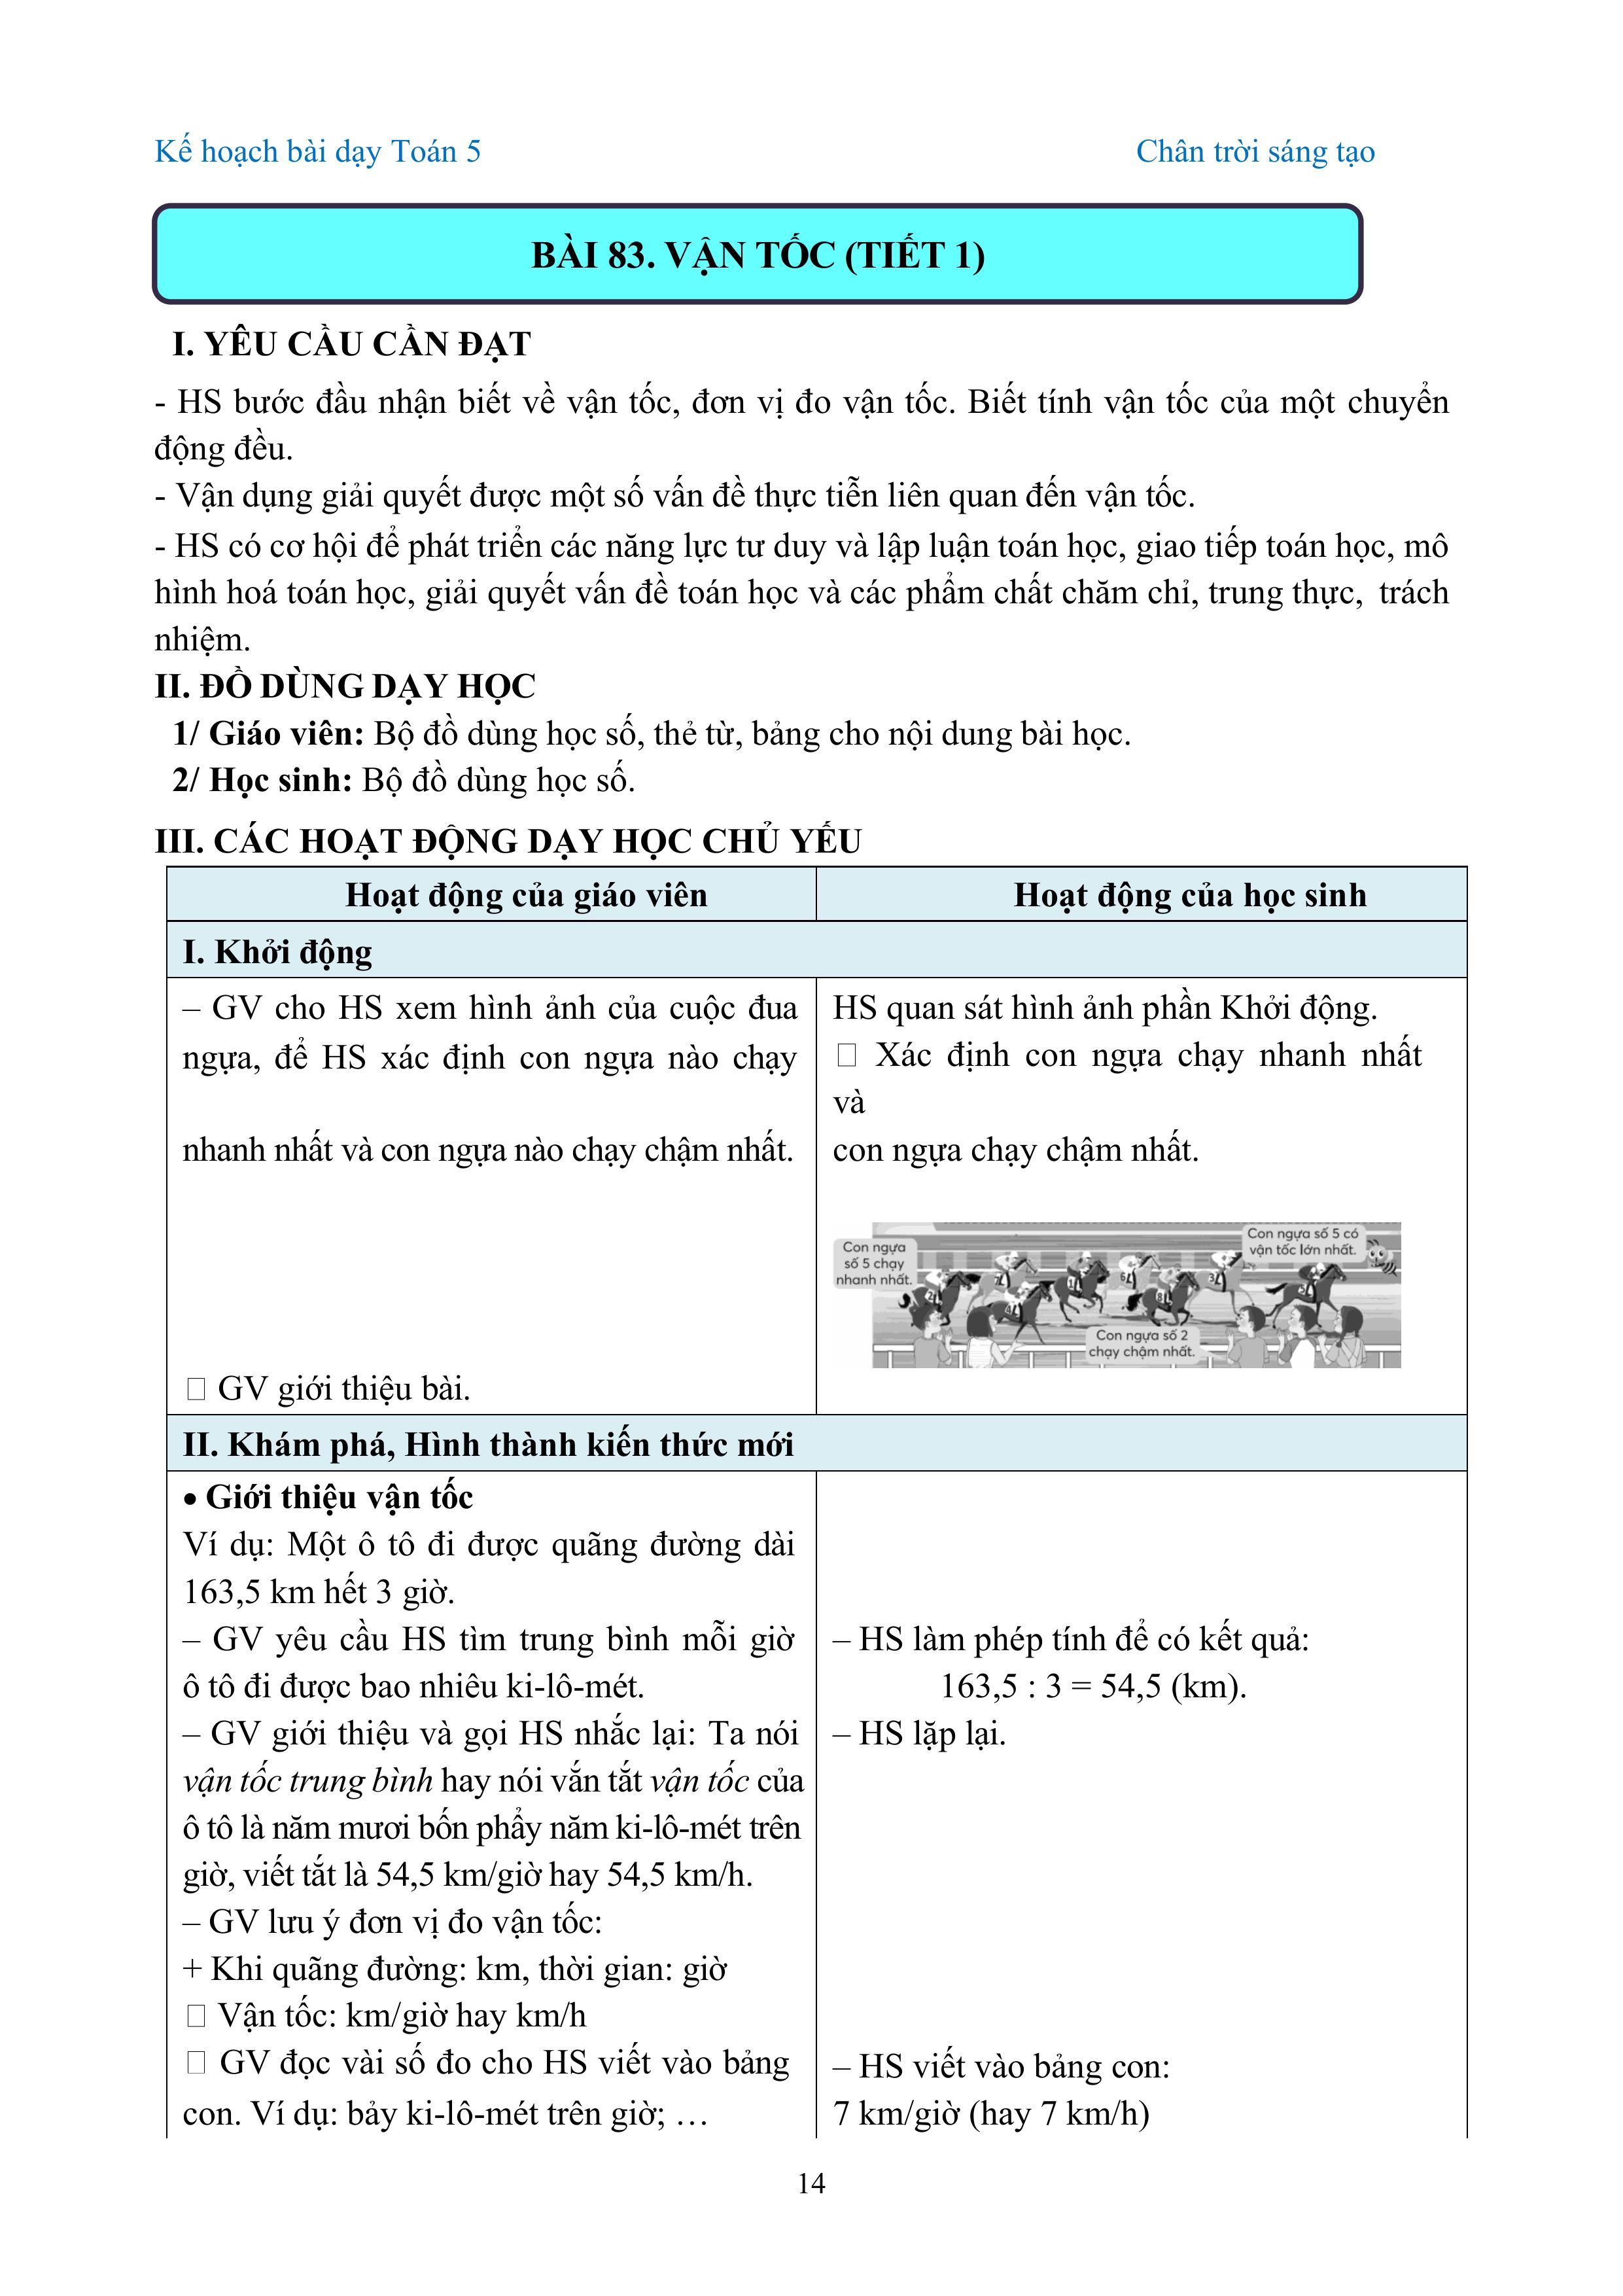 Kế hoạch bài dạy Toán 5
Chân trời sáng tạo
BÀI 83. VẬN TỐC (TIẾT 1)
I. YÊU CẦU CẦN ĐẠT
- HS bước đầu nhận biết về vận tốc, đơn vị đo vận tốc. Biết tính vận tốc của một chuyển
động đều.
- Vận dụng giải quyết được một số vấn đề thực tiễn liên quan đến vận tốc.
- HS có cơ hội để phát triển các năng lực tư duy và lập luận toán học, giao tiếp toán học, mô
hình hoá toán học, giải quyết vấn đề toán học và các phẩm chất chăm chỉ, trung thực, trách
nhiệm.
II. ĐỒ DÙNG DẠY HỌC
1/ Giáo viên: Bộ đồ dùng học số, thẻ từ, bảng cho nội dung bài học.
2/ Học sinh: Bộ đồ dùng học số.
III. CÁC HOẠT ĐỘNG DẠY HỌC CHỦ YẾU
Hoạt động của giáo viên
Hoạt động của học sinh
I. Khởi động
– GV cho HS xem hình ảnh của cuộc đua
ngựa, để HS xác định con ngựa nào chạy
nhanh nhất và con ngựa nào chạy chậm nhất.
 GV giới thiệu bài.
HS quan sát hình ảnh phần Khởi động.
 Xác định con ngựa chạy nhanh nhất
và
con ngựa chạy chậm nhất.
Con ngựa
số 5 chạy
nhanh nhất.
Con ngựa số 5 có
vận tốc lớn nhất.
2
7
4
1
6
8
3
5
Con ngựa số 2
chạy chậm nhất.
II. Khám phá, Hình thành kiến thức mới
• Giới thiệu vận tốc
Ví dụ: Một ô tô đi được quãng đường dài
163,5 km hết 3 giờ.
– GV yêu cầu HS tìm trung bình mỗi giờ
ô tô đi được bao nhiêu ki-lô-mét.
– GV giới thiệu và gọi HS nhắc lại: Ta nói
vận tốc trung bình hay nói vắn tắt vận tốc của
ô tô là năm mươi bốn phẩy năm ki-lô-mét trên
giờ, viết tắt là 54,5 km/giờ hay 54,5 km/h.
– GV lưu ý đơn vị đo vận tốc:
+ Khi quãng đường: km, thời gian: giờ
 Vận tốc: km/giờ hay km/h
 GV đọc vài số đo cho HS viết vào bảng
con. Ví dụ: bảy ki-lô-mét trên giờ; …
– HS làm phép tính để có kết quả:
163,5 : 3 = 54,5 (km).
– HS lặp lại.
– HS viết vào bảng con:
7 km/giờ (hay 7 km/h)
14